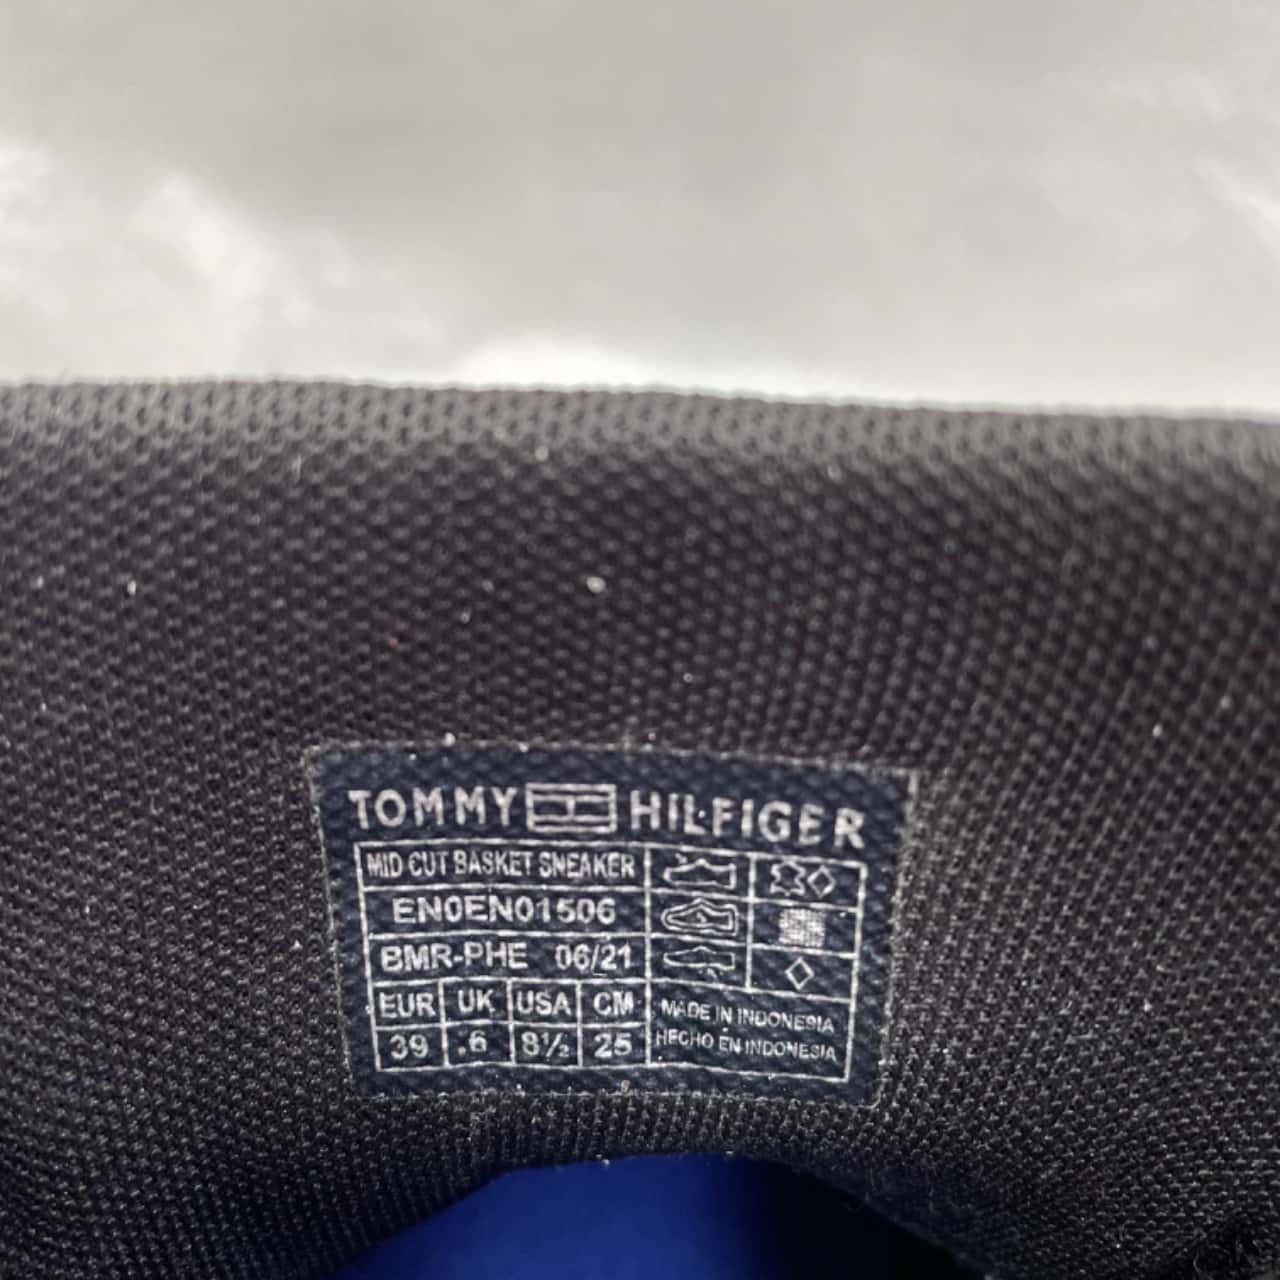 TOMMY HILFIGER
MID CUT BASKET SNEAKER
EN0EN01506
BMR-PHE 06/21
EUR UK USA CM
39 .6 8½ 25
MADE IN INDONESIA
HECHO EN INDONESIA